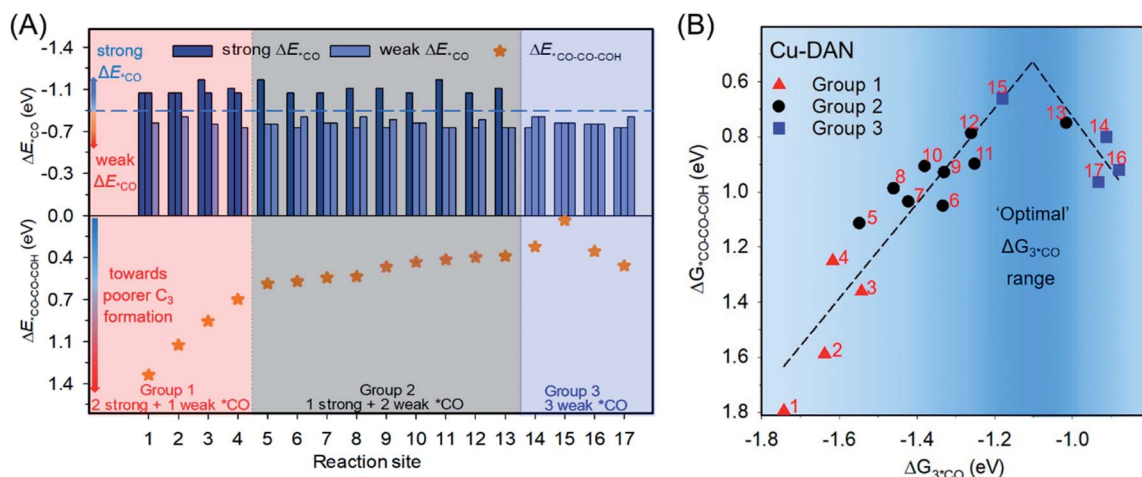 (A)
strong
ΔE*CO
weak
ΔE*CO
ΔE*CO (eV)
-1.4
-1.1
-0.7
-0.3
0.0
strong ΔE*CO
weak ΔE*CO
ΔE*CO-CO-COH
ΔE*CO-CO-COH (eV)
0.4
0.7
1.1
1.4
towards
poorer C3
formation
Group 1
2 strong + 1 weak *CO
Group 2
1 strong + 2 weak *CO
Group 3
3 weak *CO
1 2 3 4 5 6 7 8 9 10 11 12 13 14 15 16 17
Reaction site
(B)
Cu-DAN
Group 1
Group 2
Group 3
ΔG*CO-CO-COH (eV)
0.6
0.8
1.0
1.2
1.4
1.6
1.8
15
13
14
12
16
10
11
17
9
8
7
6
5
4
3
2
1
'Optimal'
ΔG3*CO
range
-1.8 -1.6 -1.4 -1.2 -1.0
ΔG3*CO (eV)